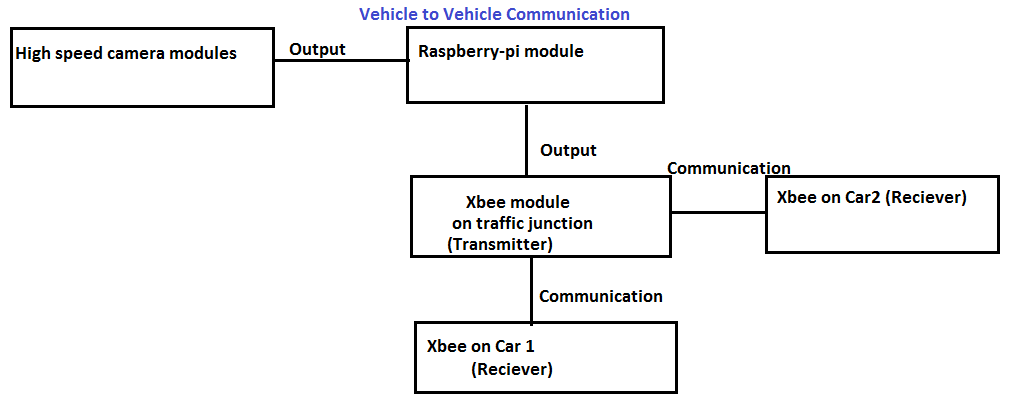 Vehicle to Vehicle Communication
High speed camera modules
Output
Raspberry-pi module
Output
Communication
Xbee module
on traffic junction
(Transmitter)
Xbee on Car2 (Reciever)
Communication
Xbee on Car 1
(Reciever)